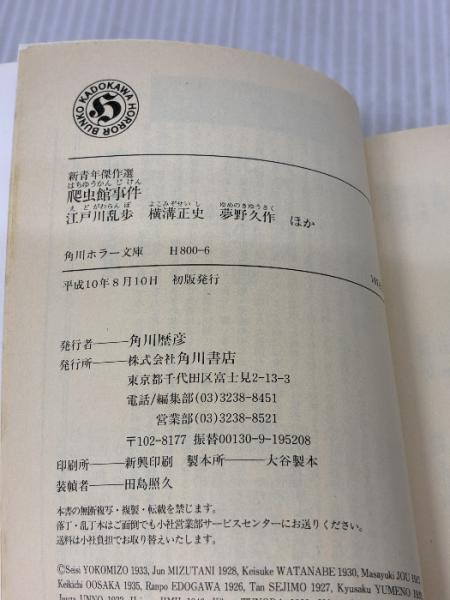 KADOKAWA HORROR BUNKO
H
新青年傑作選
はちゆうかんじけん
爬虫館事件
えどがわらんぽ よこみぞせいし ゆめのきゆうさく
江戸川乱歩 横溝正史 夢野久作 ほか
角川ホラー文庫 H800-6
平成10年8月10日 初版発行
発行者――角川歴彦
発行所――株式会社角川書店
東京都千代田区富士見2-13-3
電話/編集部(03)3238-8451
営業部(03)3238-8521
〒102-8177 振替00130-9-195208
印刷所――新興印刷 製本所――大谷製本
装幀者――田島照久
本書の無断複写・複製・転載を禁じます。
落丁・乱丁本はご面倒でも小社営業部サービスセンターにお送りください。
送料は小社負担でお取り替えいたします。
©Seisi YOKOMIZO 1933, Jun MIZUTANI 1928, Keisuke WATANABE 1930, Masayuki JOU
Keikichi OOSAKA 1935, Ranpo EDOGAWA 1926, Tan SEJIMO 1927, Kyusaku YUMENO